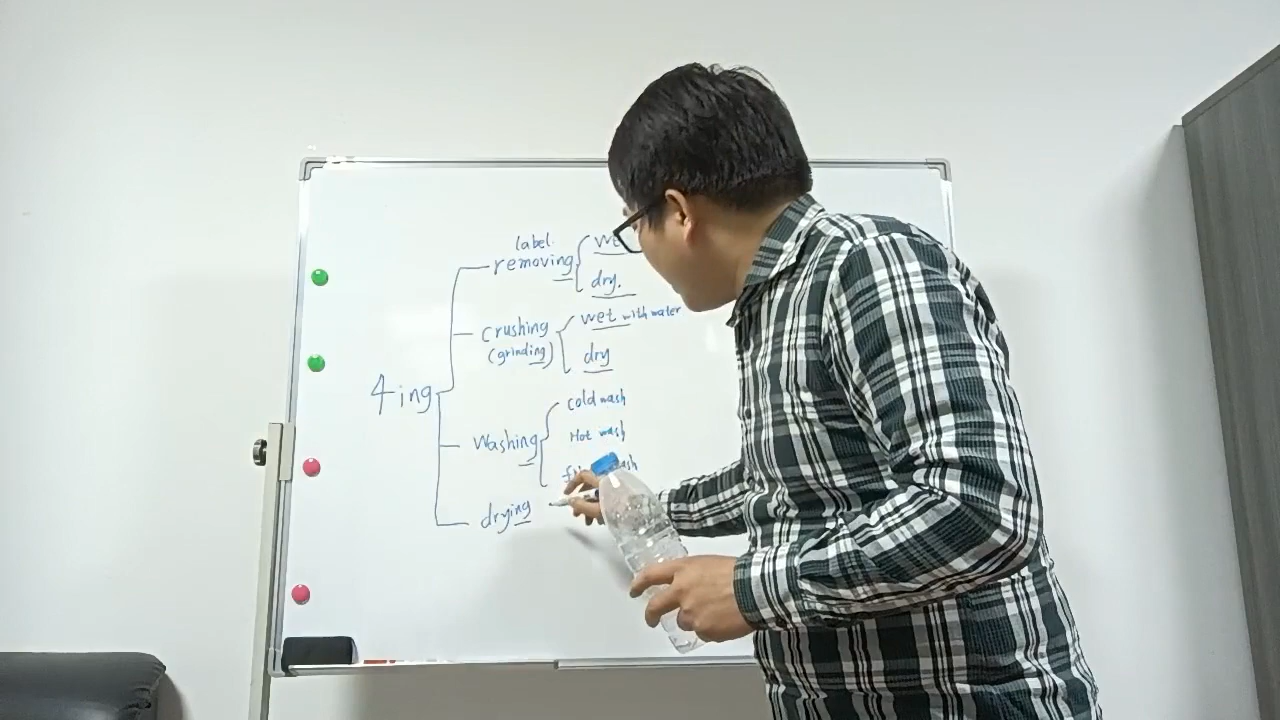 label.
removing
dry.
crushing
(grinding)
wet with water
dry
4ing
Washing
cold wash
Hot wash
drying